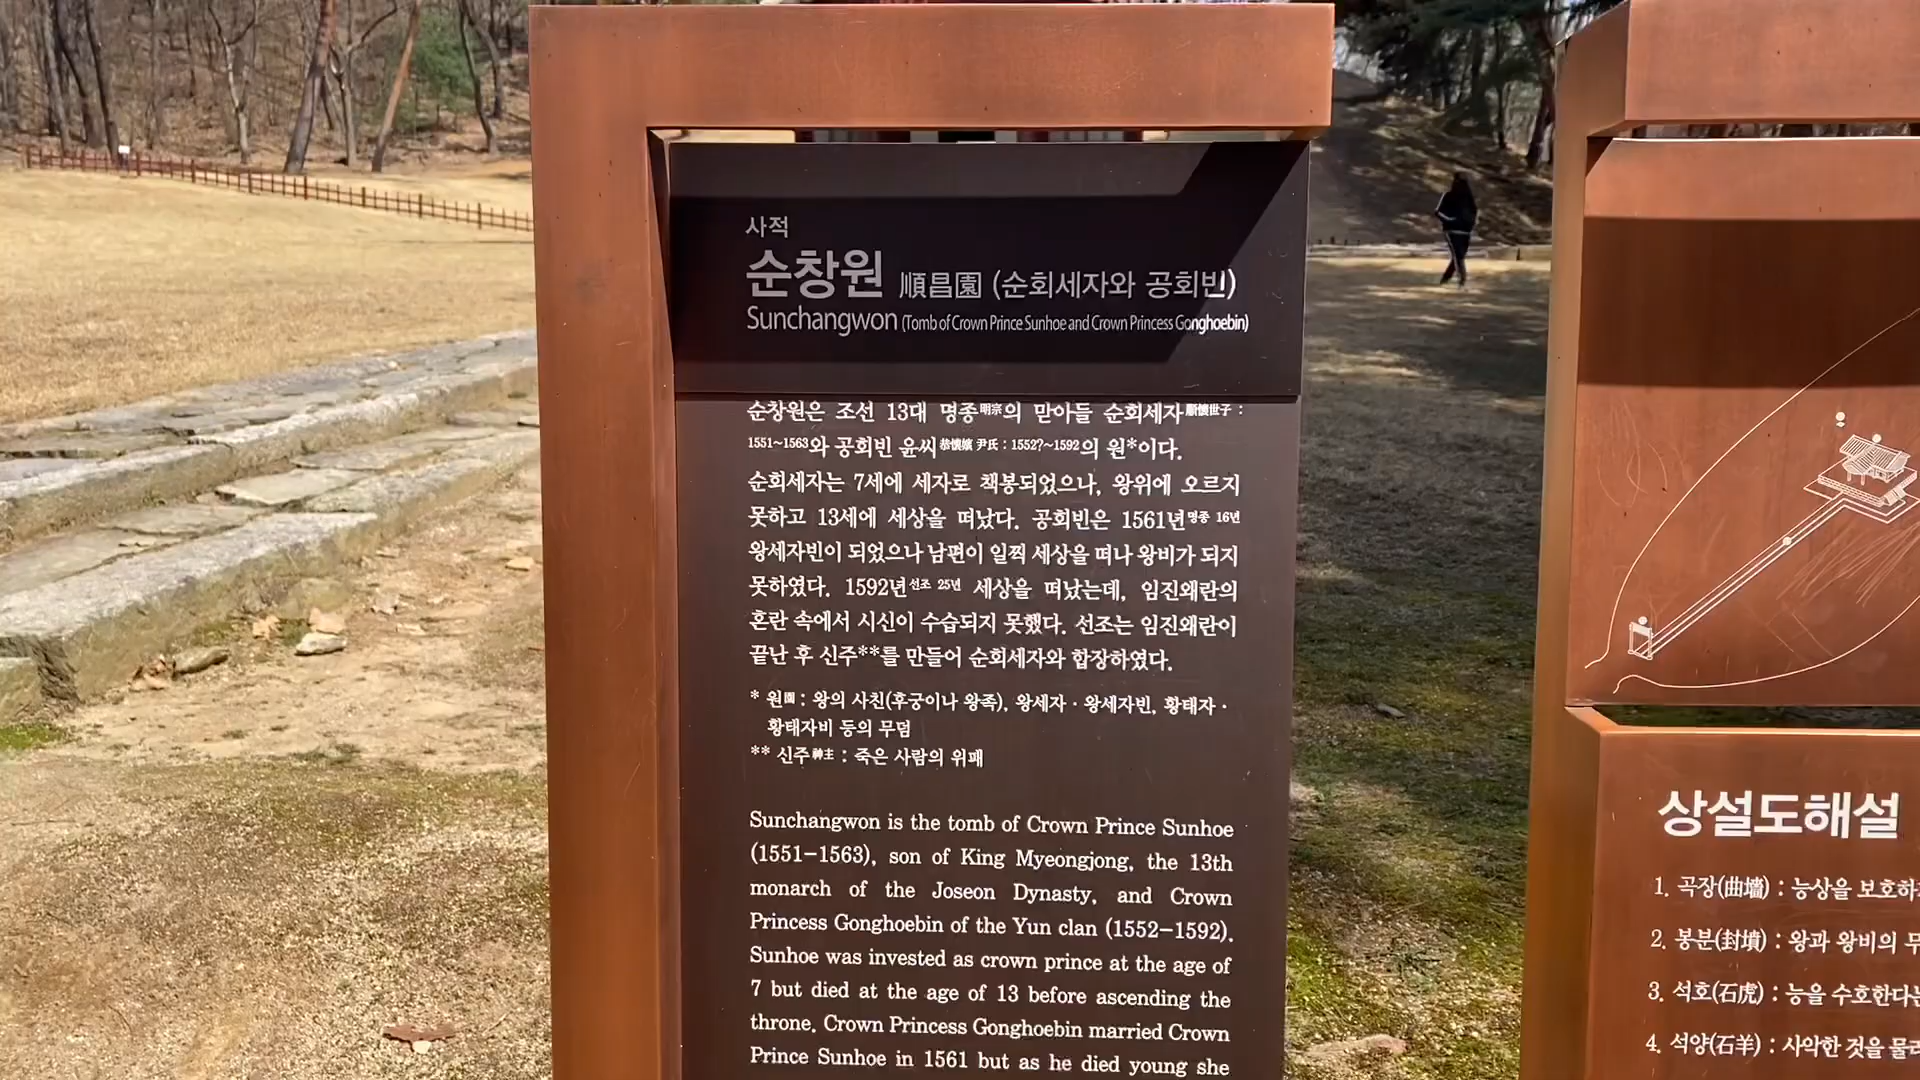 사적
순창원 順昌園 (순회세자와 공회빈)
Sunchangwon (Tomb of Crown Prince Sunhoe and Crown Princess Gonghoebin)
순창원은 조선 13대 명종明宗의 맏아들 순회세자順懷世子 :
1551~1563와 공회빈 윤씨恭懷嬪 尹氏 : 1552?~1592의 원*이다.
순회세자는 7세에 세자로 책봉되었으나, 왕위에 오르지
못하고 13세에 세상을 떠났다. 공회빈은 1561년명종 16년
왕세자빈이 되었으나 남편이 일찍 세상을 떠나 왕비가 되지
못하였다. 1592년선조 25년 세상을 떠났는데, 임진왜란의
혼란 속에서 시신이 수습되지 못했다. 선조는 임진왜란이
끝난 후 신주**를 만들어 순회세자와 합장하였다.
* 원園 : 왕의 사친(후궁이나 왕족), 왕세자 · 왕세자빈, 황태자 ·
황태자비 등의 무덤
** 신주神主 : 죽은 사람의 위패
Sunchangwon is the tomb of Crown Prince Sunhoe
(1551-1563), son of King Myeongjong, the 13th
monarch of the Joseon Dynasty, and Crown
Princess Gonghoebin of the Yun clan (1552-1592).
Sunhoe was invested as crown prince at the age of
7 but died at the age of 13 before ascending the
throne. Crown Princess Gonghoebin married Crown
Prince Sunhoe in 1561 but as he died young she
상설도해설
1. 곡장(曲墻) : 능상을 보호하
2. 봉분(封墳) : 왕과 왕비의 무
3. 석호(石虎) : 능을 수호한다는
4. 석양(石羊) : 사악한 것을 물리